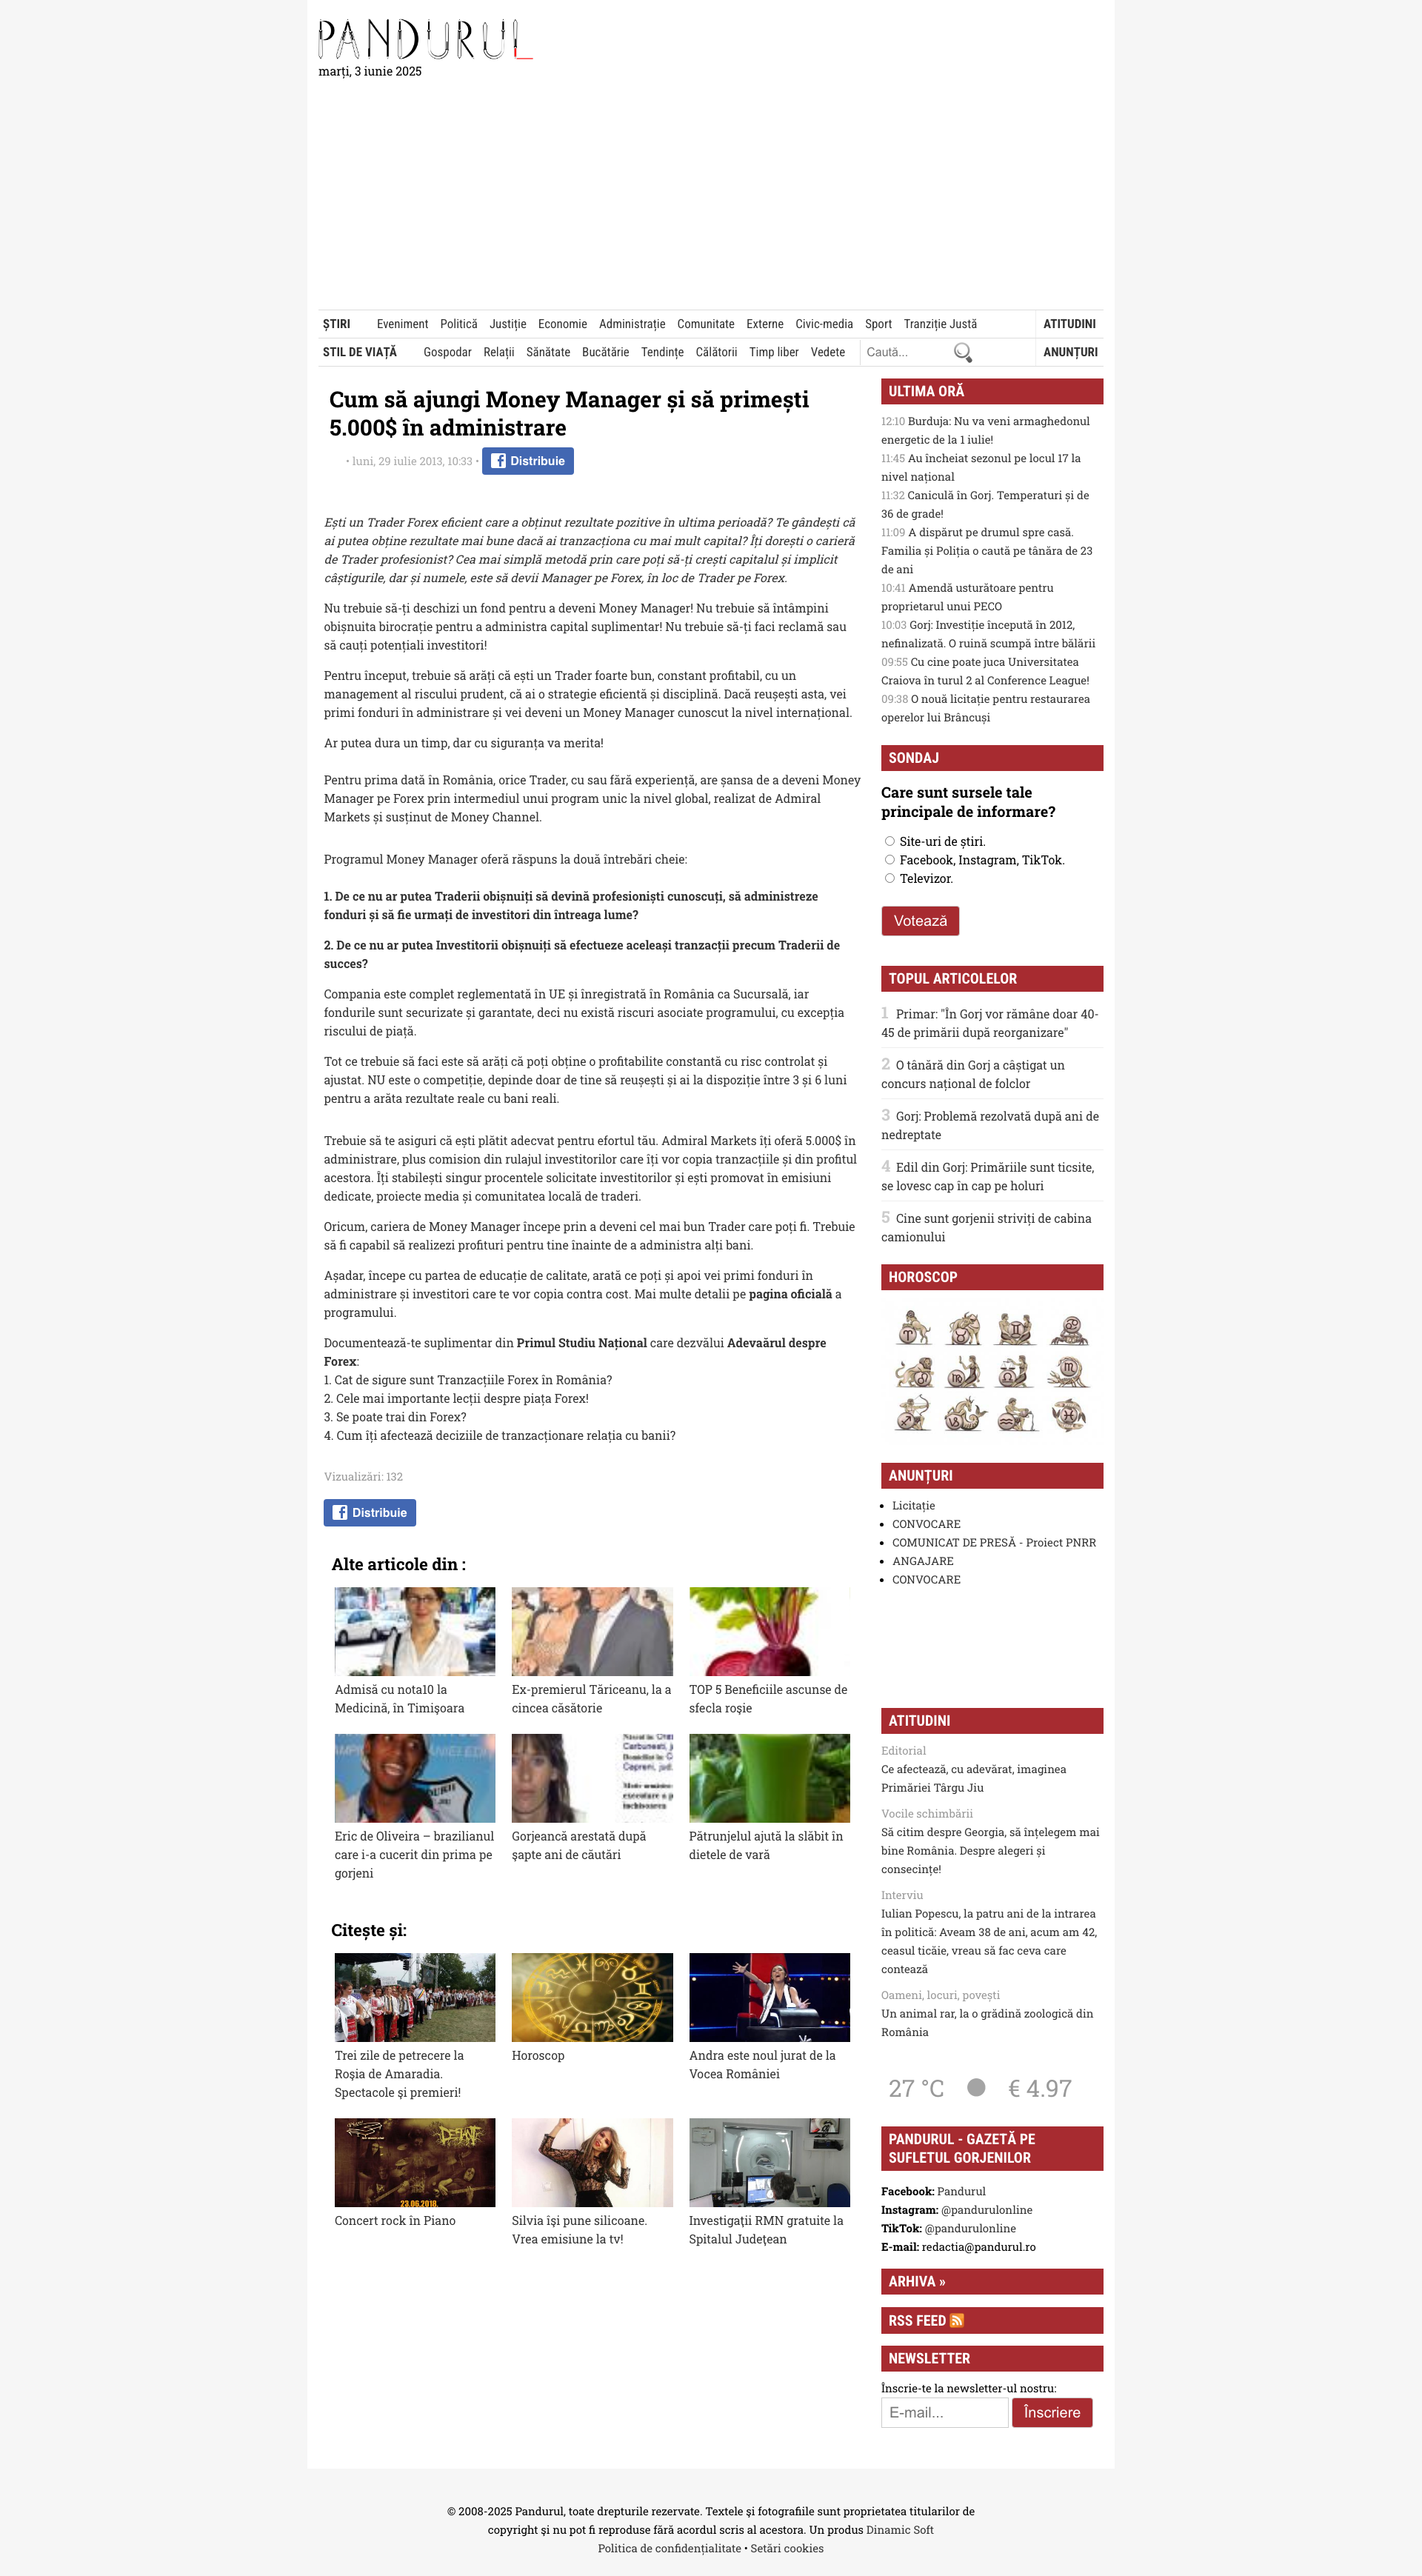 PANDURUL
marți, 3 iunie 2025
ȘTIRI Eveniment Politică Justiție Economie Administrație Comunitate Externe Civic-media Sport Tranziție Justă ATITUDINI
STIL DE VIAȚĂ Gospodar Relații Sănătate Bucătărie Tendințe Călătorii Timp liber Vedete Caută... ANUNȚURI
Cum să ajungi Money Manager și să primești
5.000$ în administrare
• luni, 29 iulie 2013, 10:33 • Distribuie
Ești un Trader Forex eficient care a obținut rezultate pozitive în ultima perioadă? Te gândești că
ai putea obține rezultate mai bune dacă ai tranzacționa cu mai mult capital? Îți dorești o carieră
de Trader profesionist? Cea mai simplă metodă prin care poți să-ți crești capitalul și implicit
câștigurile, dar și numele, este să devii Manager pe Forex, în loc de Trader pe Forex.
Nu trebuie să-ți deschizi un fond pentru a deveni Money Manager! Nu trebuie să întâmpini
obișnuita birocrație pentru a administra capital suplimentar! Nu trebuie să-ți faci reclamă sau
să cauți potențiali investitori!
Pentru început, trebuie să arăți că ești un Trader foarte bun, constant profitabil, cu un
management al riscului prudent, că ai o strategie eficientă și disciplină. Dacă reușești asta, vei
primi fonduri în administrare și vei deveni un Money Manager cunoscut la nivel internațional.
Ar putea dura un timp, dar cu siguranța va merita!
Pentru prima dată în România, orice Trader, cu sau fără experiență, are șansa de a deveni Money
Manager pe Forex prin intermediul unui program unic la nivel global, realizat de Admiral
Markets și susținut de Money Channel.
Programul Money Manager oferă răspuns la două întrebări cheie:
1. De ce nu ar putea Traderii obișnuiți să devină profesioniști cunoscuți, să administreze
fonduri și să fie urmați de investitori din întreaga lume?
2. De ce nu ar putea Investitorii obișnuiți să efectueze aceleași tranzacții precum Traderii de
succes?
Compania este complet reglementată în UE și înregistrată în România ca Sucursală, iar
fondurile sunt securizate și garantate, deci nu există riscuri asociate programului, cu excepția
riscului de piață.
Tot ce trebuie să faci este să arăți că poți obține o profitabilite constantă cu risc controlat și
ajustat. NU este o competiție, depinde doar de tine să reușești și ai la dispoziție între 3 și 6 luni
pentru a arăta rezultate reale cu bani reali.
Trebuie să te asiguri că ești plătit adecvat pentru efortul tău. Admiral Markets îți oferă 5.000$ în
administrare, plus comision din rulajul investitorilor care îți vor copia tranzacțiile și din profitul
acestora. Îți stabilești singur procentele solicitate investitorilor și ești promovat în emisiuni
dedicate, proiecte media și comunitatea locală de traderi.
Oricum, cariera de Money Manager începe prin a deveni cel mai bun Trader care poți fi. Trebuie
să fi capabil să realizezi profituri pentru tine înainte de a administra alți bani.
Așadar, începe cu partea de educație de calitate, arată ce poți și apoi vei primi fonduri în
administrare și investitori care te vor copia contra cost. Mai multe detalii pe pagina oficială a
programului.
Documentează-te suplimentar din Primul Studiu Național care dezvălui Adevaărul despre
Forex:
1. Cat de sigure sunt Tranzacțiile Forex în România?
2. Cele mai importante lecții despre piața Forex!
3. Se poate trai din Forex?
4. Cum îți afectează deciziile de tranzacționare relația cu banii?
Vizualizări: 132
Distribuie
Alte articole din :
Admisă cu nota10 la
Medicină, în Timișoara
Ex-premierul Tăriceanu, la a
cincea căsătorie
TOP 5 Beneficiile ascunse de
sfecla roșie
Eric de Oliveira – brazilianul
care i-a cucerit din prima pe
gorjeni
Gorjeancă arestată după
șapte ani de căutări
Pătrunjelul ajută la slăbit în
dietele de vară
Citește și:
Trei zile de petrecere la
Roșia de Amaradia.
Spectacole și premieri!
Horoscop
Andra este noul jurat de la
Vocea României
DEFIANT
23.06.2018.
Concert rock în Piano
Silvia își pune silicoane.
Vrea emisiune la tv!
Investigații RMN gratuite la
Spitalul Județean
ULTIMA ORĂ
12:10 Burduja: Nu va veni armaghedonul
energetic de la 1 iulie!
11:45 Au încheiat sezonul pe locul 17 la
nivel național
11:32 Caniculă în Gorj. Temperaturi și de
36 de grade!
11:09 A dispărut pe drumul spre casă.
Familia și Poliția o caută pe tânăra de 23
de ani
10:41 Amendă usturătoare pentru
proprietarul unui PECO
10:03 Gorj: Investiție începută în 2012,
nefinalizată. O ruină scumpă între bălării
09:55 Cu cine poate juca Universitatea
Craiova în turul 2 al Conference League!
09:38 O nouă licitație pentru restaurarea
operelor lui Brâncuși
SONDAJ
Care sunt sursele tale
principale de informare?
Site-uri de știri.
Facebook, Instagram, TikTok.
Televizor.
Votează
TOPUL ARTICOLELOR
1 Primar: "În Gorj vor rămâne doar 40-
45 de primării după reorganizare"
2 O tânără din Gorj a câștigat un
concurs național de folclor
3 Gorj: Problemă rezolvată după ani de
nedreptate
4 Edil din Gorj: Primăriile sunt ticsite,
se lovesc cap în cap pe holuri
5 Cine sunt gorjenii striviți de cabina
camionului
HOROSCOP
ANUNȚURI
Licitație
CONVOCARE
COMUNICAT DE PRESĂ - Proiect PNRR
ANGAJARE
CONVOCARE
ATITUDINI
Editorial
Ce afectează, cu adevărat, imaginea
Primăriei Târgu Jiu
Vocile schimbării
Să citim despre Georgia, să înțelegem mai
bine România. Despre alegeri și
consecințe!
Interviu
Iulian Popescu, la patru ani de la intrarea
în politică: Aveam 38 de ani, acum am 42,
ceasul ticăie, vreau să fac ceva care
contează
Oameni, locuri, povești
Un animal rar, la o grădină zoologică din
România
27 °C € 4.97
PANDURUL - GAZETĂ PE
SUFLETUL GORJENILOR
Facebook: Pandurul
Instagram: @pandurulonline
TikTok: @pandurulonline
E-mail: redactia@pandurul.ro
ARHIVA »
RSS FEED
NEWSLETTER
Înscrie-te la newsletter-ul nostru:
E-mail... Înscriere
© 2008-2025 Pandurul, toate drepturile rezervate. Textele și fotografiile sunt proprietatea titularilor de
copyright și nu pot fi reproduse fără acordul scris al acestora. Un produs Dinamic Soft
Politica de confidențialitate • Setări cookies